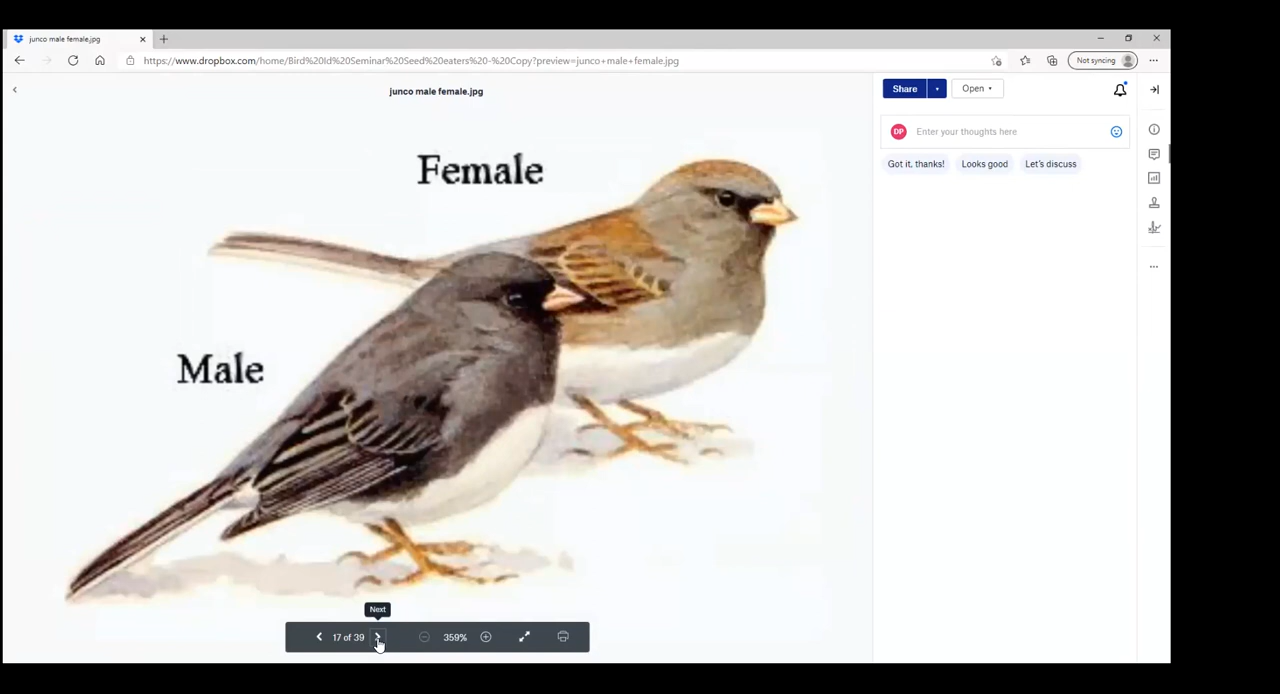 junco male female.jpg
https://www.dropbox.com/home/Bird%20Id%20Seminar%20Seed%20eaters%20-%20Copy?preview=junco+male+female.jpg
Not syncing
junco male female.jpg
Share
Open
DP
Enter your thoughts here
Got it, thanks!
Looks good
Let's discuss
Female
Male
Next
17 of 39
359%